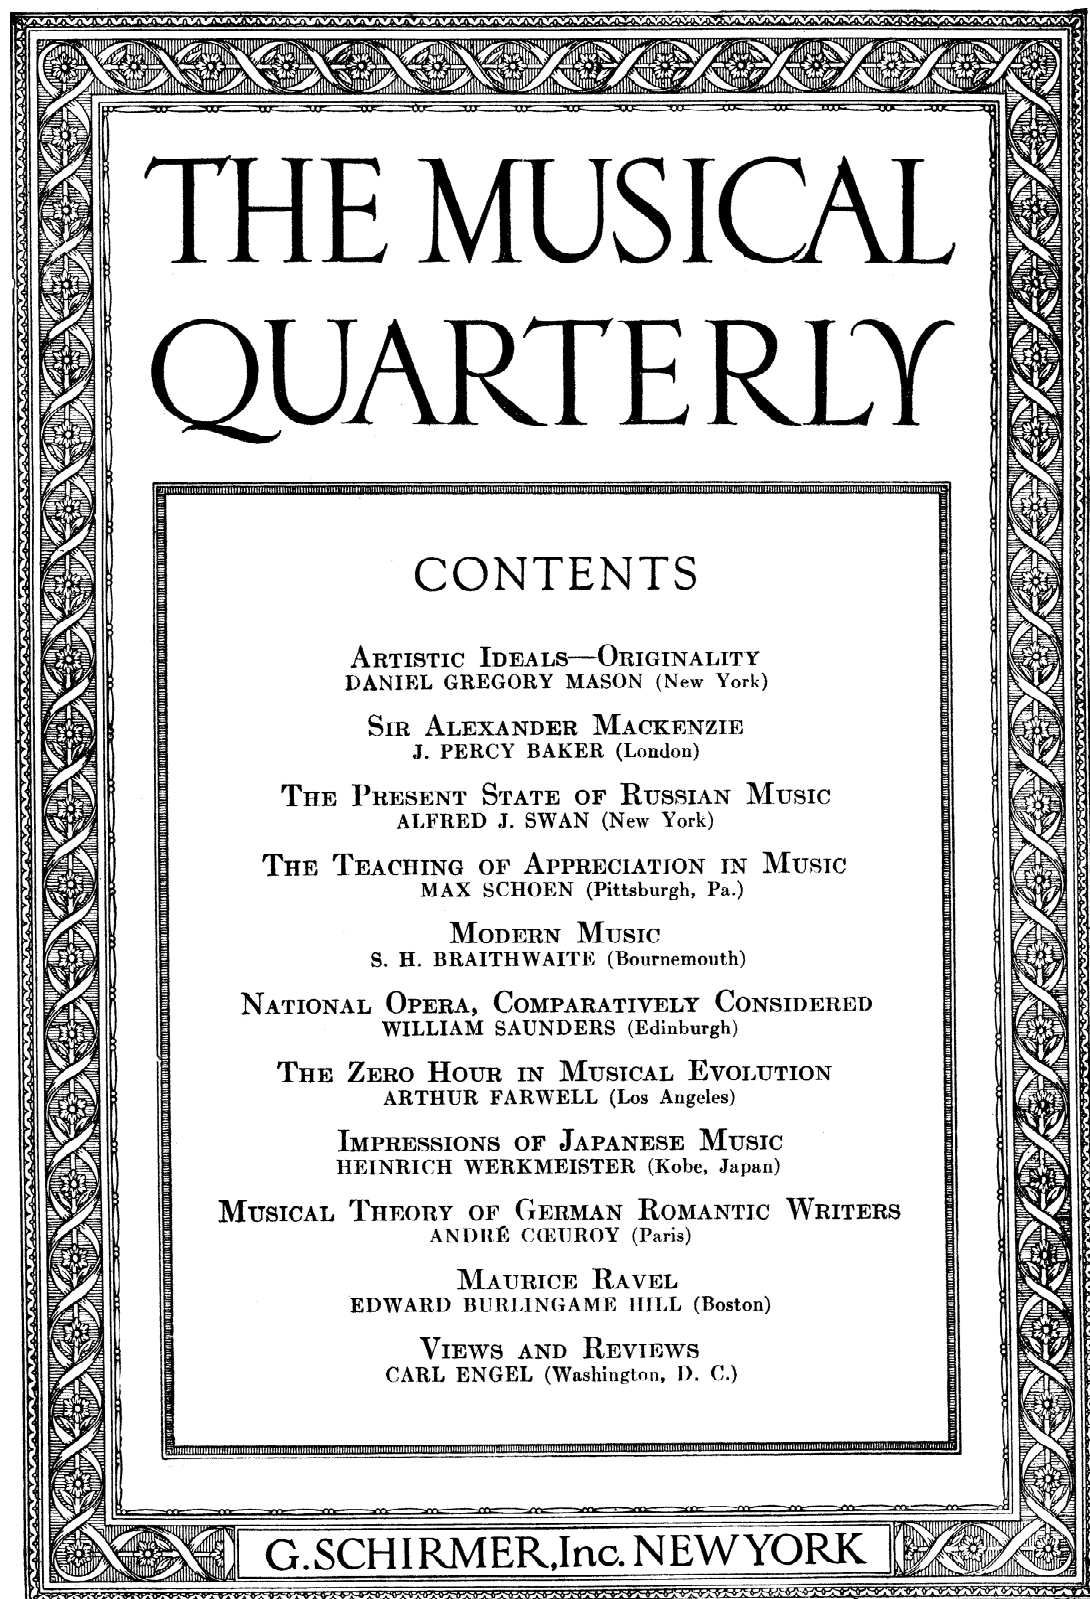 THE MUSICAL
QUARTERLY
CONTENTS
ARTISTIC IDEALS—ORIGINALITY
DANIEL GREGORY MASON (New York)
SIR ALEXANDER MACKENZIE
J. PERCY BAKER (London)
THE PRESENT STATE OF RUSSIAN MUSIC
ALFRED J. SWAN (New York)
THE TEACHING OF APPRECIATION IN MUSIC
MAX SCHOEN (Pittsburgh, Pa.)
MODERN MUSIC
S. H. BRAITHWAITE (Bournemouth)
NATIONAL OPERA, COMPARATIVELY CONSIDERED
WILLIAM SAUNDERS (Edinburgh)
THE ZERO HOUR IN MUSICAL EVOLUTION
ARTHUR FARWELL (Los Angeles)
IMPRESSIONS OF JAPANESE MUSIC
HEINRICH WERKMEISTER (Kobe, Japan)
MUSICAL THEORY OF GERMAN ROMANTIC WRITERS
ANDRÉ CŒUROY (Paris)
MAURICE RAVEL
EDWARD BURLINGAME HILL (Boston)
VIEWS AND REVIEWS
CARL ENGEL (Washington, D. C.)
G. SCHIRMER, Inc. NEW YORK